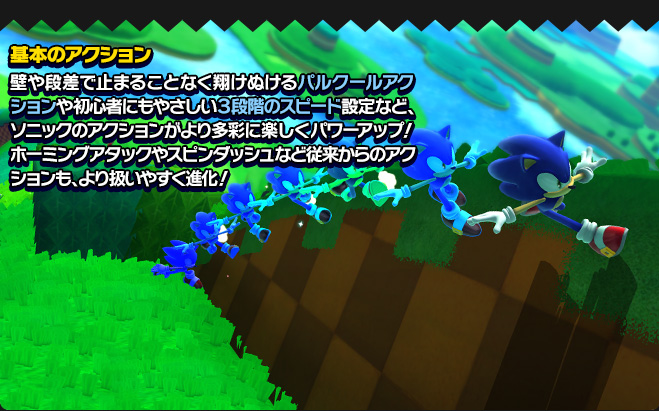 基本のアクション
壁や段差で止まることなく翔けぬけるパルクールアク
ションや初心者にもやさしい3段階のスピード設定など、
ソニックのアクションがより多彩に楽しくパワーアップ！
ホーミングアタックやスピンダッシュなど従来からのアク
ションも、より扱いやすく進化！